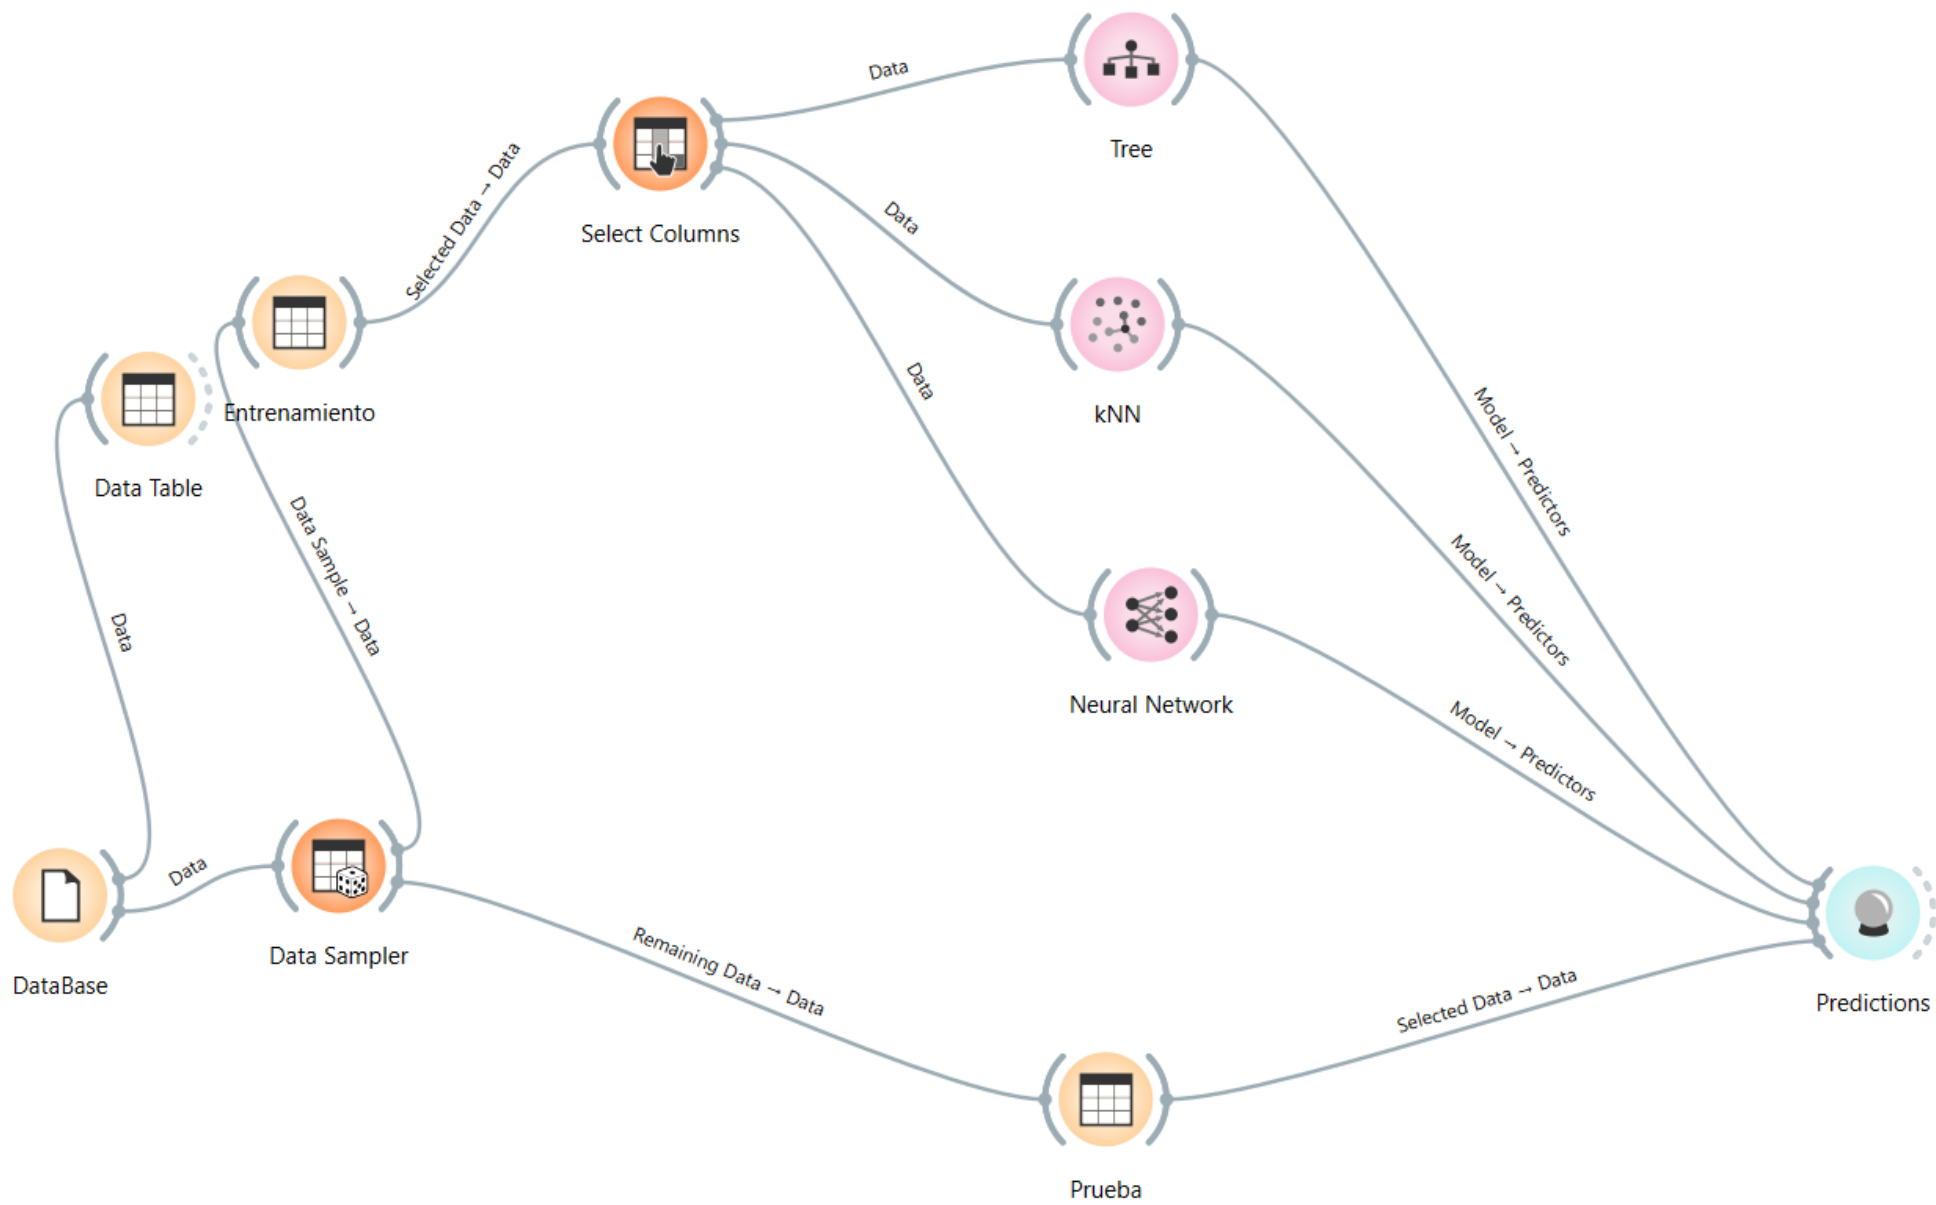 Data
Tree
Selected Data → Data
Select Columns
Data
Entrenamiento
Data
kNN
Model → Predictors
Data Table
Data Sample → Data
Model → Predictors
Data
Neural Network
Model → Predictors
Data
Data Sampler
DataBase
Remaining Data → Data
Selected Data → Data
Predictions
Prueba